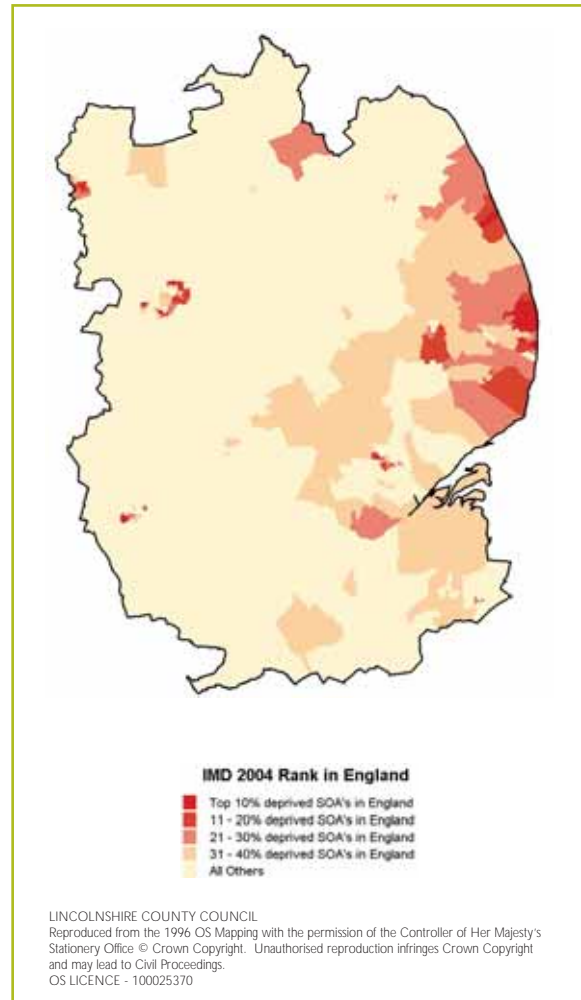 IMD 2004 Rank in England
Top 10% deprived SOA's in England
11 - 20% deprived SOA's in England
21 - 30% deprived SOA's in England
31 - 40% deprived SOA's in England
All Others
LINCOLNSHIRE COUNTY COUNCIL
Reproduced from the 1996 OS Mapping with the permission of the Controller of Her Majesty's
Stationery Office © Crown Copyright. Unauthorised reproduction infringes Crown Copyright
and may lead to Civil Proceedings.
OS LICENCE - 100025370